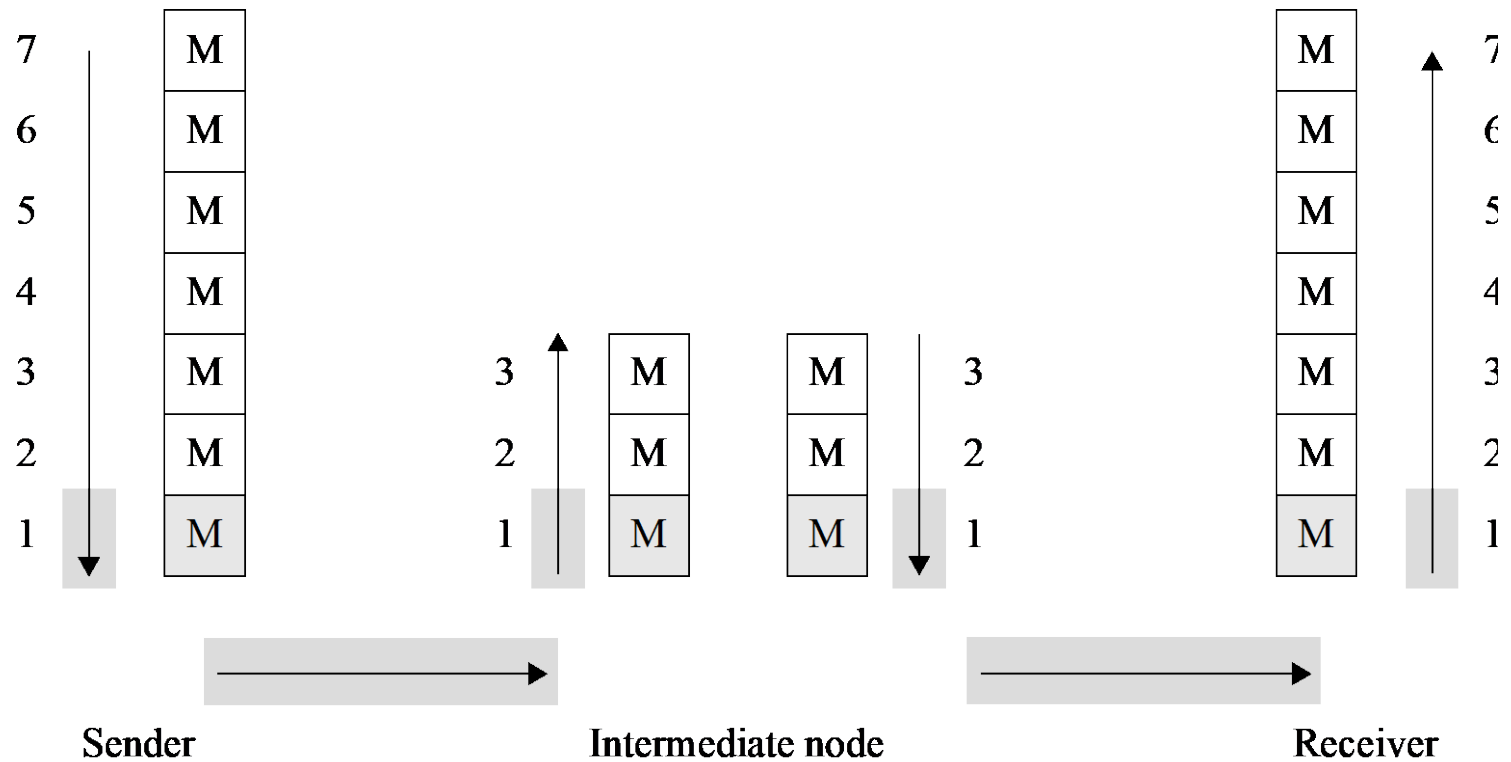 7 M M 7
6 M M 6
5 M M 5
4 M M 4
3 M 3 M M 3 M 3
2 M 2 M M 2 M 2
1 M 1 M M 1 M 1
Sender Intermediate node Receiver